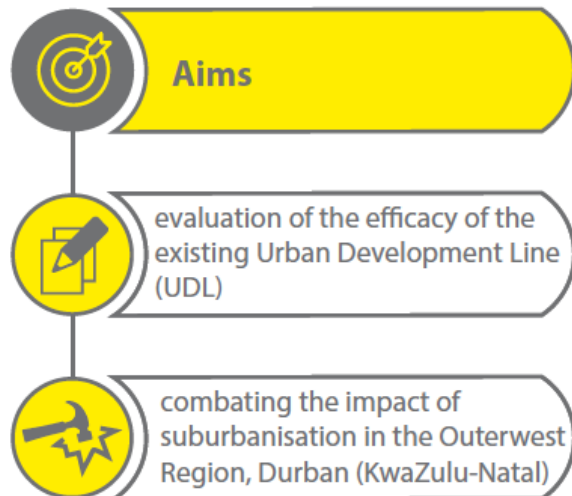 Aims
evaluation of the efficacy of the
existing Urban Development Line
(UDL)
combating the impact of
suburbanisation in the Outerwest
Region, Durban (KwaZulu-Natal)